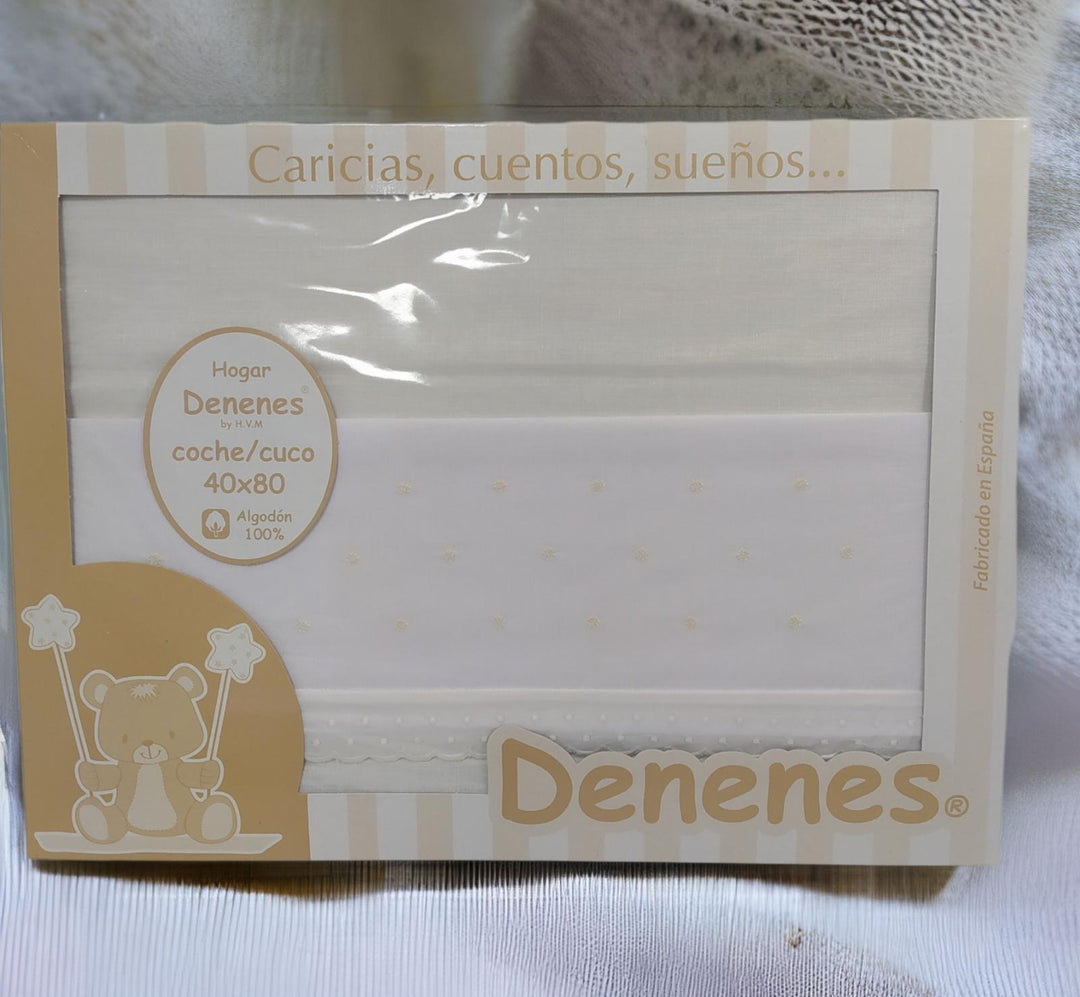 Caricias, cuentos, sueños...
Hogar
Denenes®
by H.V.M
coche/cuco
40x80
Algodón
100%
Fabricado en España
Denenes®